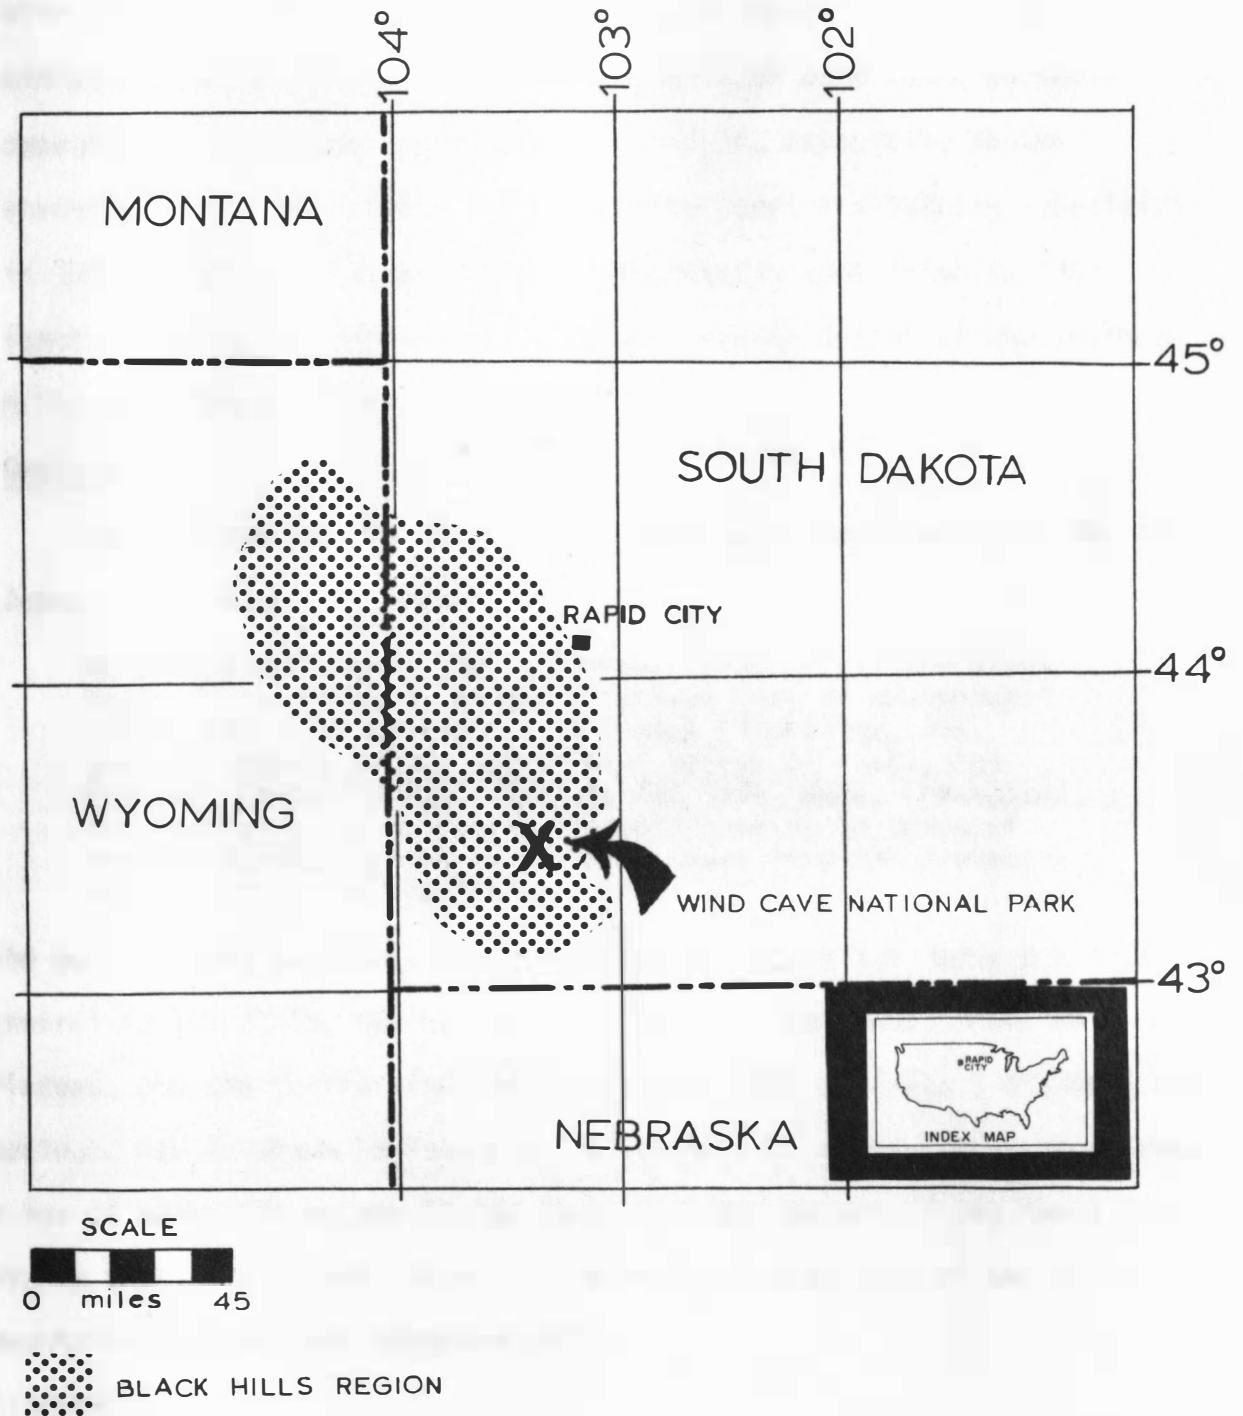 104°
103°
102°
MONTANA
45°
SOUTH DAKOTA
RAPID CITY
44°
WYOMING
X
WIND CAVE NATIONAL PARK
43°
RAPID
CITY
INDEX MAP
NEBRASKA
SCALE
0 miles 45
BLACK HILLS REGION